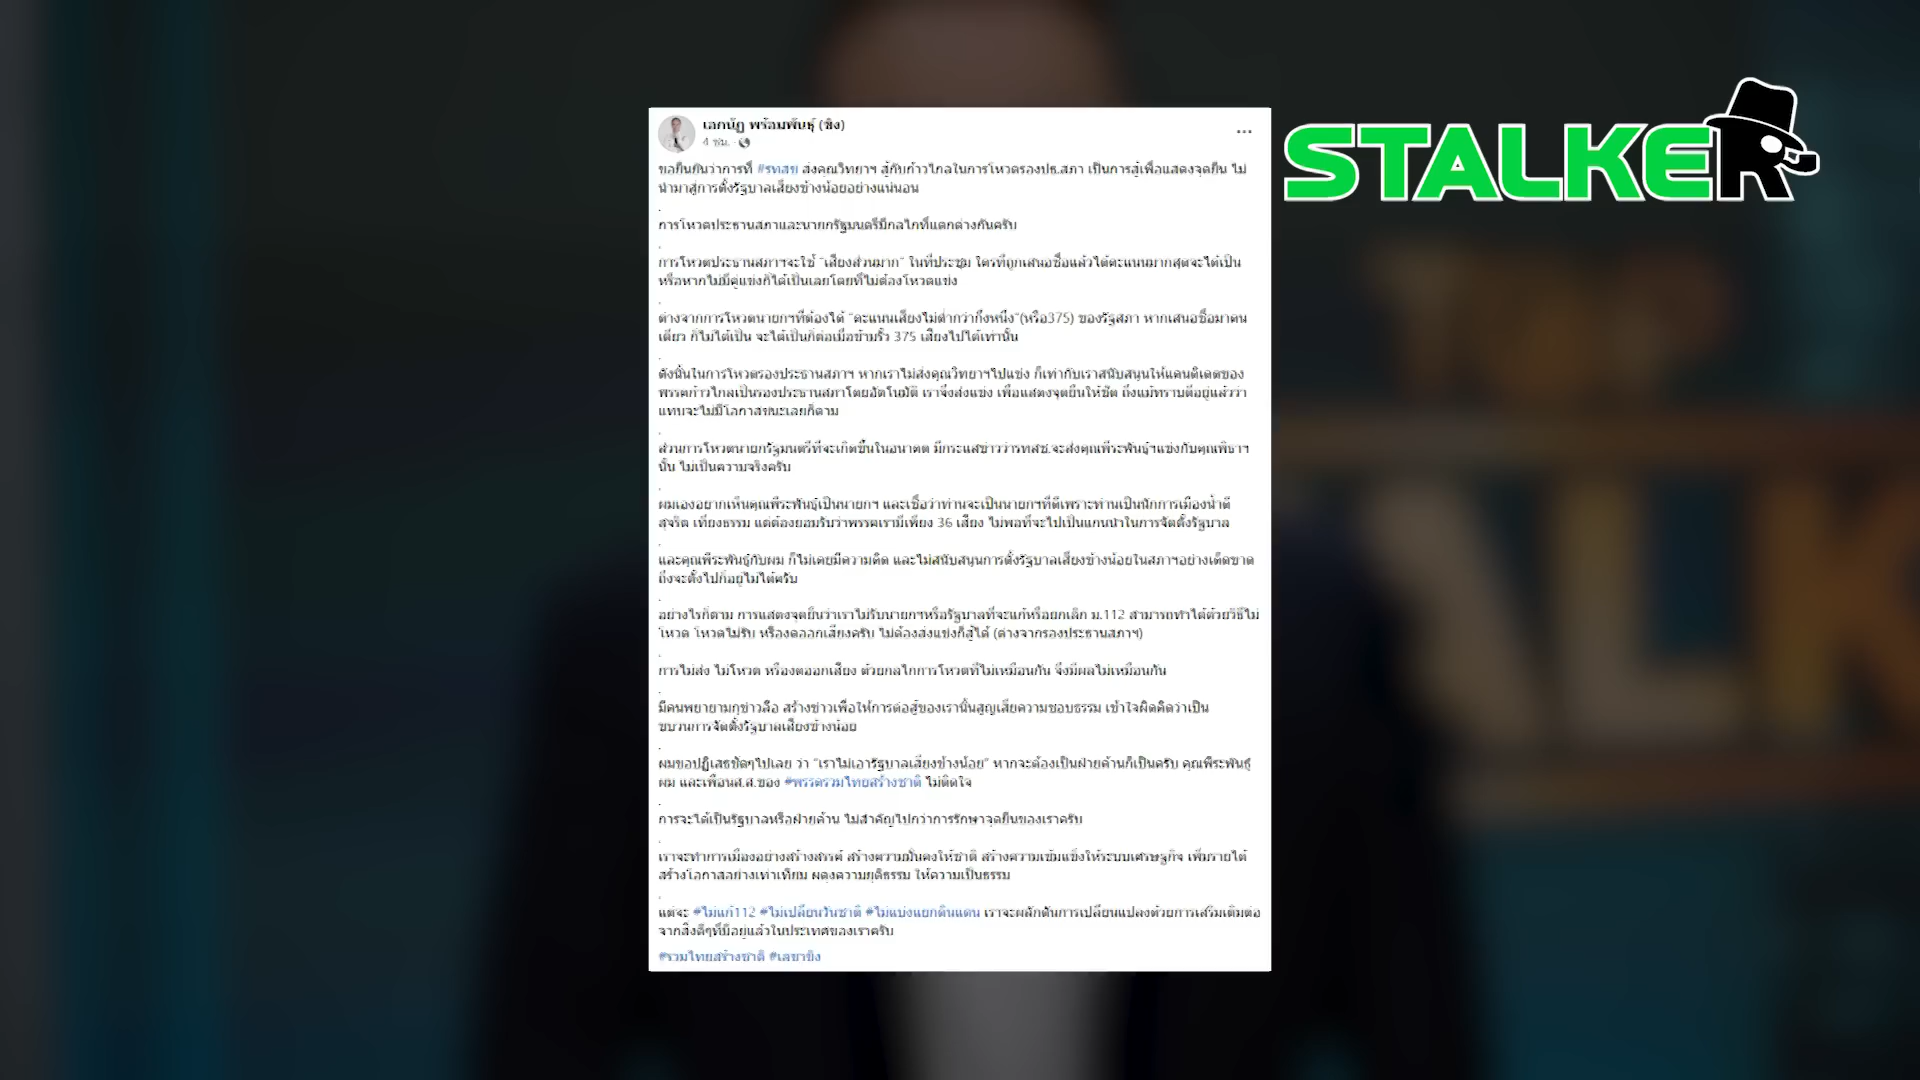 STALKER
เอกนัฏ พร้อมพันธุ์ (ขิง)
4 ชม.
ขอยืนยันว่าการที่ #รทสช ส่งคุณวิทยาฯ สู้กับก้าวไกลในการโหวตรองปธ.สภา เป็นการสู้เพื่อแสดงจุดยืน ไม่
นำมาสู่การตั้งรัฐบาลเสียงข้างน้อยอย่างแน่นอน
.
การโหวตประธานสภาและนายกรัฐมนตรีมีกลไกที่แตกต่างกันครับ
.
การโหวตประธานสภาฯจะใช้ "เสียงส่วนมาก" ในที่ประชุม ใครที่ถูกเสนอชื่อแล้วได้คะแนนมากสุดจะได้เป็น
หรือหากไม่มีคู่แข่งก็ได้เป็นเลยโดยที่ไม่ต้องโหวตแข่ง
.
ต่างจากการโหวตนายกฯที่ต้องได้ "คะแนนเสียงไม่ต่ำกว่ากึ่งหนึ่ง"(หรือ375) ของรัฐสภา หากเสนอชื่อมาคน
เดียว ก็ไม่ได้เป็น จะได้เป็นก็ต่อเมื่อข้ามรั้ว 375 เสียงไปได้เท่านั้น
.
ดังนั้นในการโหวตรองประธานสภาฯ หากเราไม่ส่งคุณวิทยาฯไปแข่ง ก็เท่ากับเราสนับสนุนให้แคนดิเดตของ
พรรคก้าวไกลเป็นรองประธานสภาโดยอัตโนมัติ เราจึงส่งแข่ง เพื่อแสดงจุดยืนให้ชัด ถึงแม้ทราบดีอยู่แล้วว่า
แทบจะไม่มีโอกาสชนะเลยก็ตาม
.
ส่วนการโหวตนายกรัฐมนตรีที่จะเกิดขึ้นในอนาคต มีกระแสข่าวว่ารทสช.จะส่งคุณพีระพันธุ์ฯแข่งกับคุณพิธาฯ
นั้น ไม่เป็นความจริงครับ
.
ผมเองอยากเห็นคุณพีระพันธุ์เป็นนายกฯ และเชื่อว่าท่านจะเป็นนายกฯที่ดีเพราะท่านเป็นนักการเมืองน้ำดี
สุจริต เที่ยงธรรม แต่ต้องยอมรับว่าพรรคเรามีเพียง 36 เสียง ไม่พอที่จะไปเป็นแกนนำในการจัดตั้งรัฐบาล
.
และคุณพีระพันธุ์กับผม ก็ไม่เคยมีความคิด และไม่สนับสนุนการตั้งรัฐบาลเสียงข้างน้อยในสภาฯอย่างเด็ดขาด
ถึงจะตั้งไปก็อยู่ไม่ได้ครับ
.
อย่างไรก็ตาม การแสดงจุดยืนว่าเราไม่รับนายกฯหรือรัฐบาลที่จะแก้หรือยกเลิก ม.112 สามารถทำได้ด้วยวิธีไม่
โหวต โหวตไม่รับ หรืองดออกเสียงครับ ไม่ต้องส่งแข่งก็สู้ได้ (ต่างจากรองประธานสภาฯ)
.
การไม่ส่ง ไม่โหวต หรืองดออกเสียง ด้วยกลไกการโหวตที่ไม่เหมือนกัน จึงมีผลไม่เหมือนกัน
.
มีคนพยายามกุข่าวลือ สร้างข่าวเพื่อให้การต่อสู้ของเรานั้นสูญเสียความชอบธรรม เข้าใจผิดคิดว่าเป็น
ขบวนการจัดตั้งรัฐบาลเสียงข้างน้อย
.
ผมขอปฏิเสธชัดๆไปเลย ว่า "เราไม่เอารัฐบาลเสียงข้างน้อย" หากจะต้องเป็นฝ่ายค้านก็เป็นครับ คุณพีระพันธุ์
ผม และเพื่อนส.ส.ของ #พรรครวมไทยสร้างชาติ ไม่ติดใจ
.
การจะได้เป็นรัฐบาลหรือฝ่ายค้าน ไม่สำคัญไปกว่าการรักษาจุดยืนของเราครับ
.
เราจะทำการเมืองอย่างสร้างสรรค์ สร้างความมั่นคงให้ชาติ สร้างความเข้มแข็งให้ระบบเศรษฐกิจ เพิ่มรายได้
สร้างโอกาสอย่างเท่าเทียม ผดุงความยุติธรรม ให้ความเป็นธรรม
.
แต่จะ #ไม่แก้112 #ไม่เปลี่ยนวันชาติ #ไม่แบ่งแยกดินแดน เราจะผลักดันการเปลี่ยนแปลงด้วยการเสริมเติมต่อ
จากสิ่งดีๆที่มีอยู่แล้วในประเทศของเราครับ
#รวมไทยสร้างชาติ #เลขาขิง